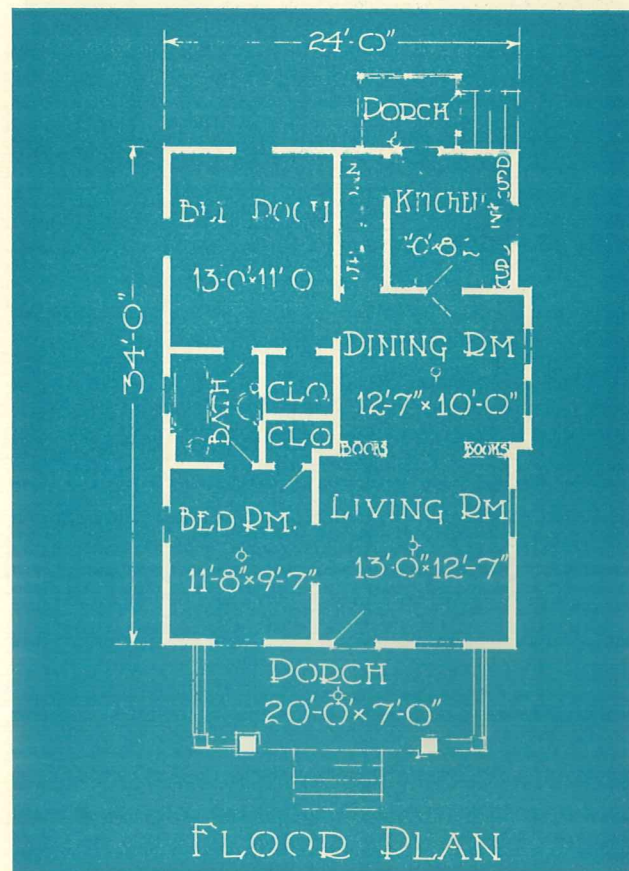 24'-0"
PORCH
KITCHEN
BED ROOM
13-0"x11'0
34'-0"
DINING RM
12'-7"x10'-0"
CLO.
BATH
CLO
BOOKS
BOOKS
BED RM.
LIVING RM
11'-8"x9'-7"
13'-0"x12'-7"
PORCH
20'-0"x7'-0"
FLOOR PLAN